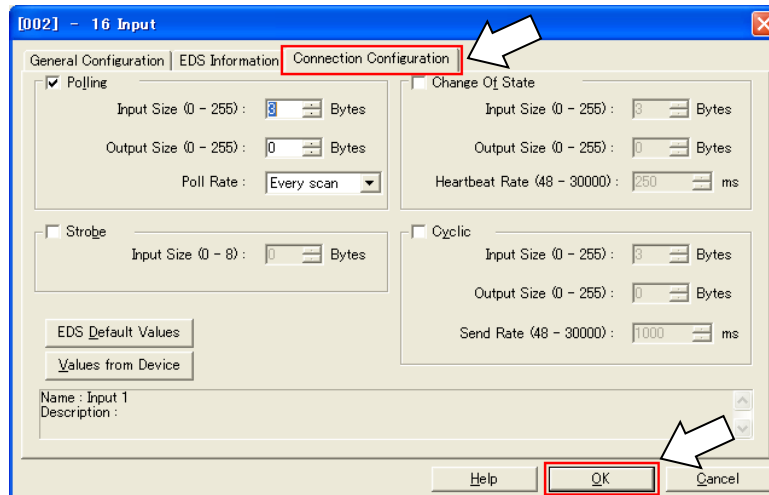 [002] - 16 Input
General Configuration
EDS Information
Connection Configuration
Polling
Input Size (0 - 255) :
3
Bytes
Output Size (0 - 255) :
0
Bytes
Poll Rate :
Every scan
Change Of State
Input Size (0 - 255) :
3
Bytes
Output Size (0 - 255) :
0
Bytes
Heartbeat Rate (48 - 30000) :
250
ms
Strobe
Input Size (0 - 8) :
0
Bytes
Cyclic
Input Size (0 - 255) :
3
Bytes
Output Size (0 - 255) :
0
Bytes
Send Rate (48 - 30000) :
1000
ms
EDS Default Values
Values from Device
Name : Input 1
Description :
Help
OK
Cancel